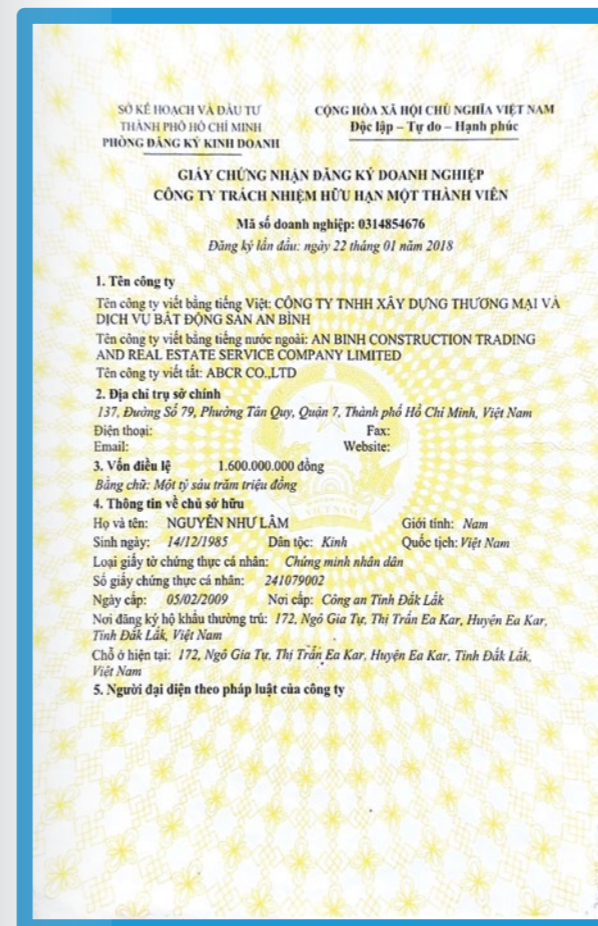 SỞ KẾ HOẠCH VÀ ĐẦU TƯ
THÀNH PHỐ HỒ CHÍ MINH
PHÒNG ĐĂNG KÝ KINH DOANH
CỘNG HÒA XÃ HỘI CHỦ NGHĨA VIỆT NAM
Độc lập – Tự do – Hạnh phúc
GIẤY CHỨNG NHẬN ĐĂNG KÝ DOANH NGHIỆP
CÔNG TY TRÁCH NHIỆM HỮU HẠN MỘT THÀNH VIÊN
Mã số doanh nghiệp: 0314854676
Đăng ký lần đầu: ngày 22 tháng 01 năm 2018
1. Tên công ty
Tên công ty viết bằng tiếng Việt: CÔNG TY TNHH XÂY DỰNG THƯƠNG MẠI VÀ
DỊCH VỤ BẤT ĐỘNG SẢN AN BÌNH
Tên công ty viết bằng tiếng nước ngoài: AN BINH CONSTRUCTION TRADING
AND REAL ESTATE SERVICE COMPANY LIMITED
Tên công ty viết tắt: ABCR CO.,LTD
2. Địa chỉ trụ sở chính
137, Đường Số 79, Phường Tân Quy, Quận 7, Thành phố Hồ Chí Minh, Việt Nam
Điện thoại: Fax:
Email: Website:
3. Vốn điều lệ 1.600.000.000 đồng
Bằng chữ: Một tỷ sáu trăm triệu đồng
4. Thông tin về chủ sở hữu
Họ và tên: NGUYỄN NHƯ LÂM Giới tính: Nam
Sinh ngày: 14/12/1985 Dân tộc: Kinh Quốc tịch: Việt Nam
Loại giấy tờ chứng thực cá nhân: Chứng minh nhân dân
Số giấy chứng thực cá nhân: 241079002
Ngày cấp: 05/02/2009 Nơi cấp: Công an Tỉnh Đắk Lắk
Nơi đăng ký hộ khẩu thường trú: 172, Ngô Gia Tự, Thị Trấn Ea Kar, Huyện Ea Kar,
Tỉnh Đắk Lắk, Việt Nam
Chỗ ở hiện tại: 172, Ngô Gia Tự, Thị Trấn Ea Kar, Huyện Ea Kar, Tỉnh Đắk Lắk,
Việt Nam
5. Người đại diện theo pháp luật của công ty
VIETNAM